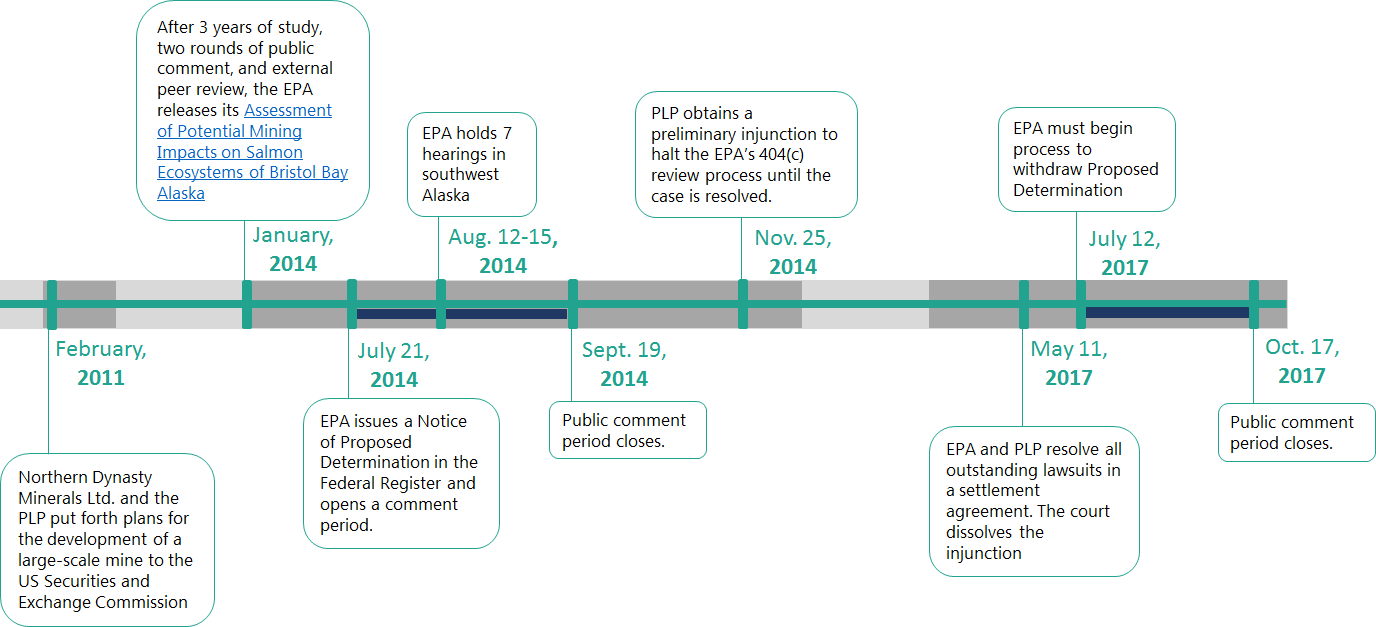 After 3 years of study,
two rounds of public
comment, and external
peer review, the EPA
releases its Assessment
of Potential Mining
Impacts on Salmon
Ecosystems of Bristol Bay
Alaska
January,
2014
EPA holds 7
hearings in
southwest
Alaska
Aug. 12-15,
2014
PLP obtains a
preliminary injunction to
halt the EPA's 404(c)
review process until the
case is resolved.
Nov. 25,
2014
EPA must begin
process to
withdraw Proposed
Determination
July 12,
2017
February,
2011
Northern Dynasty
Minerals Ltd. and the
PLP put forth plans for
the development of a
large-scale mine to the
US Securities and
Exchange Commission
July 21,
2014
EPA issues a Notice
of Proposed
Determination in the
Federal Register and
opens a comment
period.
Sept. 19,
2014
Public comment
period closes.
May 11,
2017
EPA and PLP resolve all
outstanding lawsuits in
a settlement
agreement. The court
dissolves the
injunction
Oct. 17,
2017
Public comment
period closes.